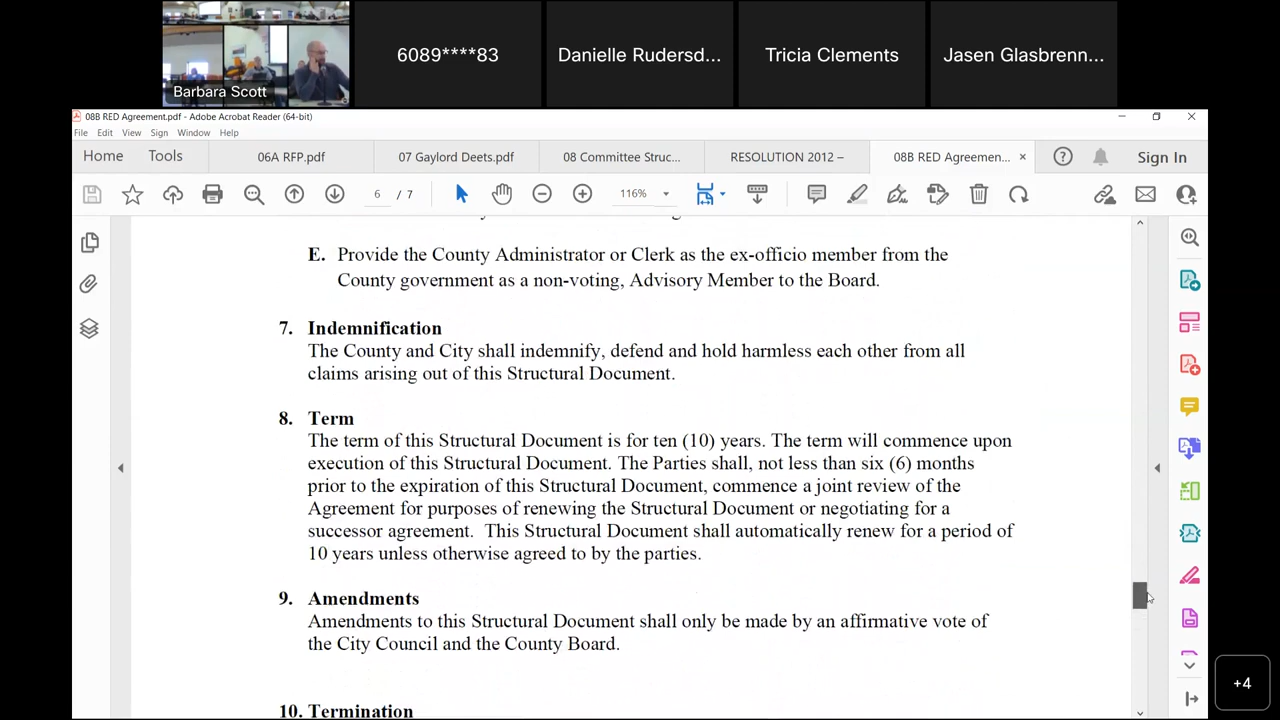 6089****83
Danielle Rudersd...
Tricia Clements
Jasen Glasbrenn...
Barbara Scott
08B RED Agreement.pdf - Adobe Acrobat Reader (64-bit)
File Edit View Sign Window Help
Home Tools 06A RFP.pdf 07 Gaylord Deets.pdf 08 Committee Struc... RESOLUTION 2012 – 08B RED Agreemen... × Sign In
6 / 7 116%
E. Provide the County Administrator or Clerk as the ex-officio member from the
County government as a non-voting, Advisory Member to the Board.
7. Indemnification
The County and City shall indemnify, defend and hold harmless each other from all
claims arising out of this Structural Document.
8. Term
The term of this Structural Document is for ten (10) years. The term will commence upon
execution of this Structural Document. The Parties shall, not less than six (6) months
prior to the expiration of this Structural Document, commence a joint review of the
Agreement for purposes of renewing the Structural Document or negotiating for a
successor agreement. This Structural Document shall automatically renew for a period of
10 years unless otherwise agreed to by the parties.
9. Amendments
Amendments to this Structural Document shall only be made by an affirmative vote of
the City Council and the County Board.
10. Termination
+4